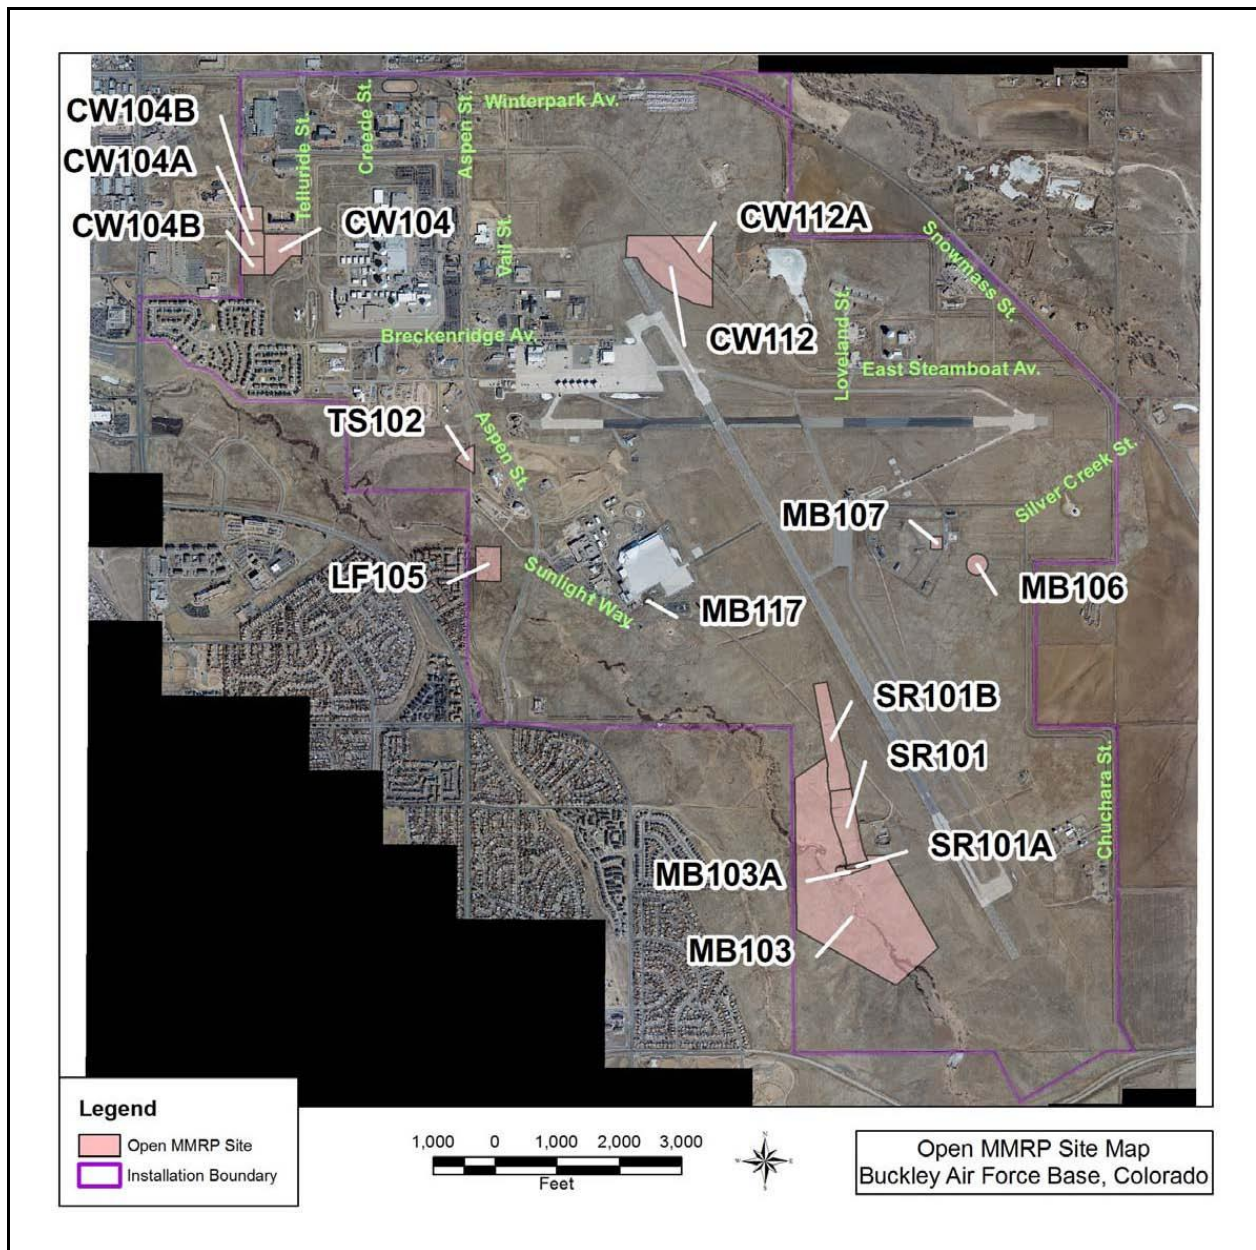 CW104B
CW104A
CW104B
Telluride St.
Creede St.
Aspen St.
Winterpark Av.
CW104
Vail St.
CW112A
Snowmass St.
CW112
Breckenridge Av.
Loveland St.
East Steamboat Av.
TS102
Aspen St.
MB107
Silver Creek St.
LF105
Sunlight Way
MB117
MB106
SR101B
SR101
Chuchara St.
SR101A
MB103A
MB103
Legend
Open MMRP Site
Installation Boundary
1,000 0 1,000 2,000 3,000
Feet
N
W E
S
Open MMRP Site Map
Buckley Air Force Base, Colorado